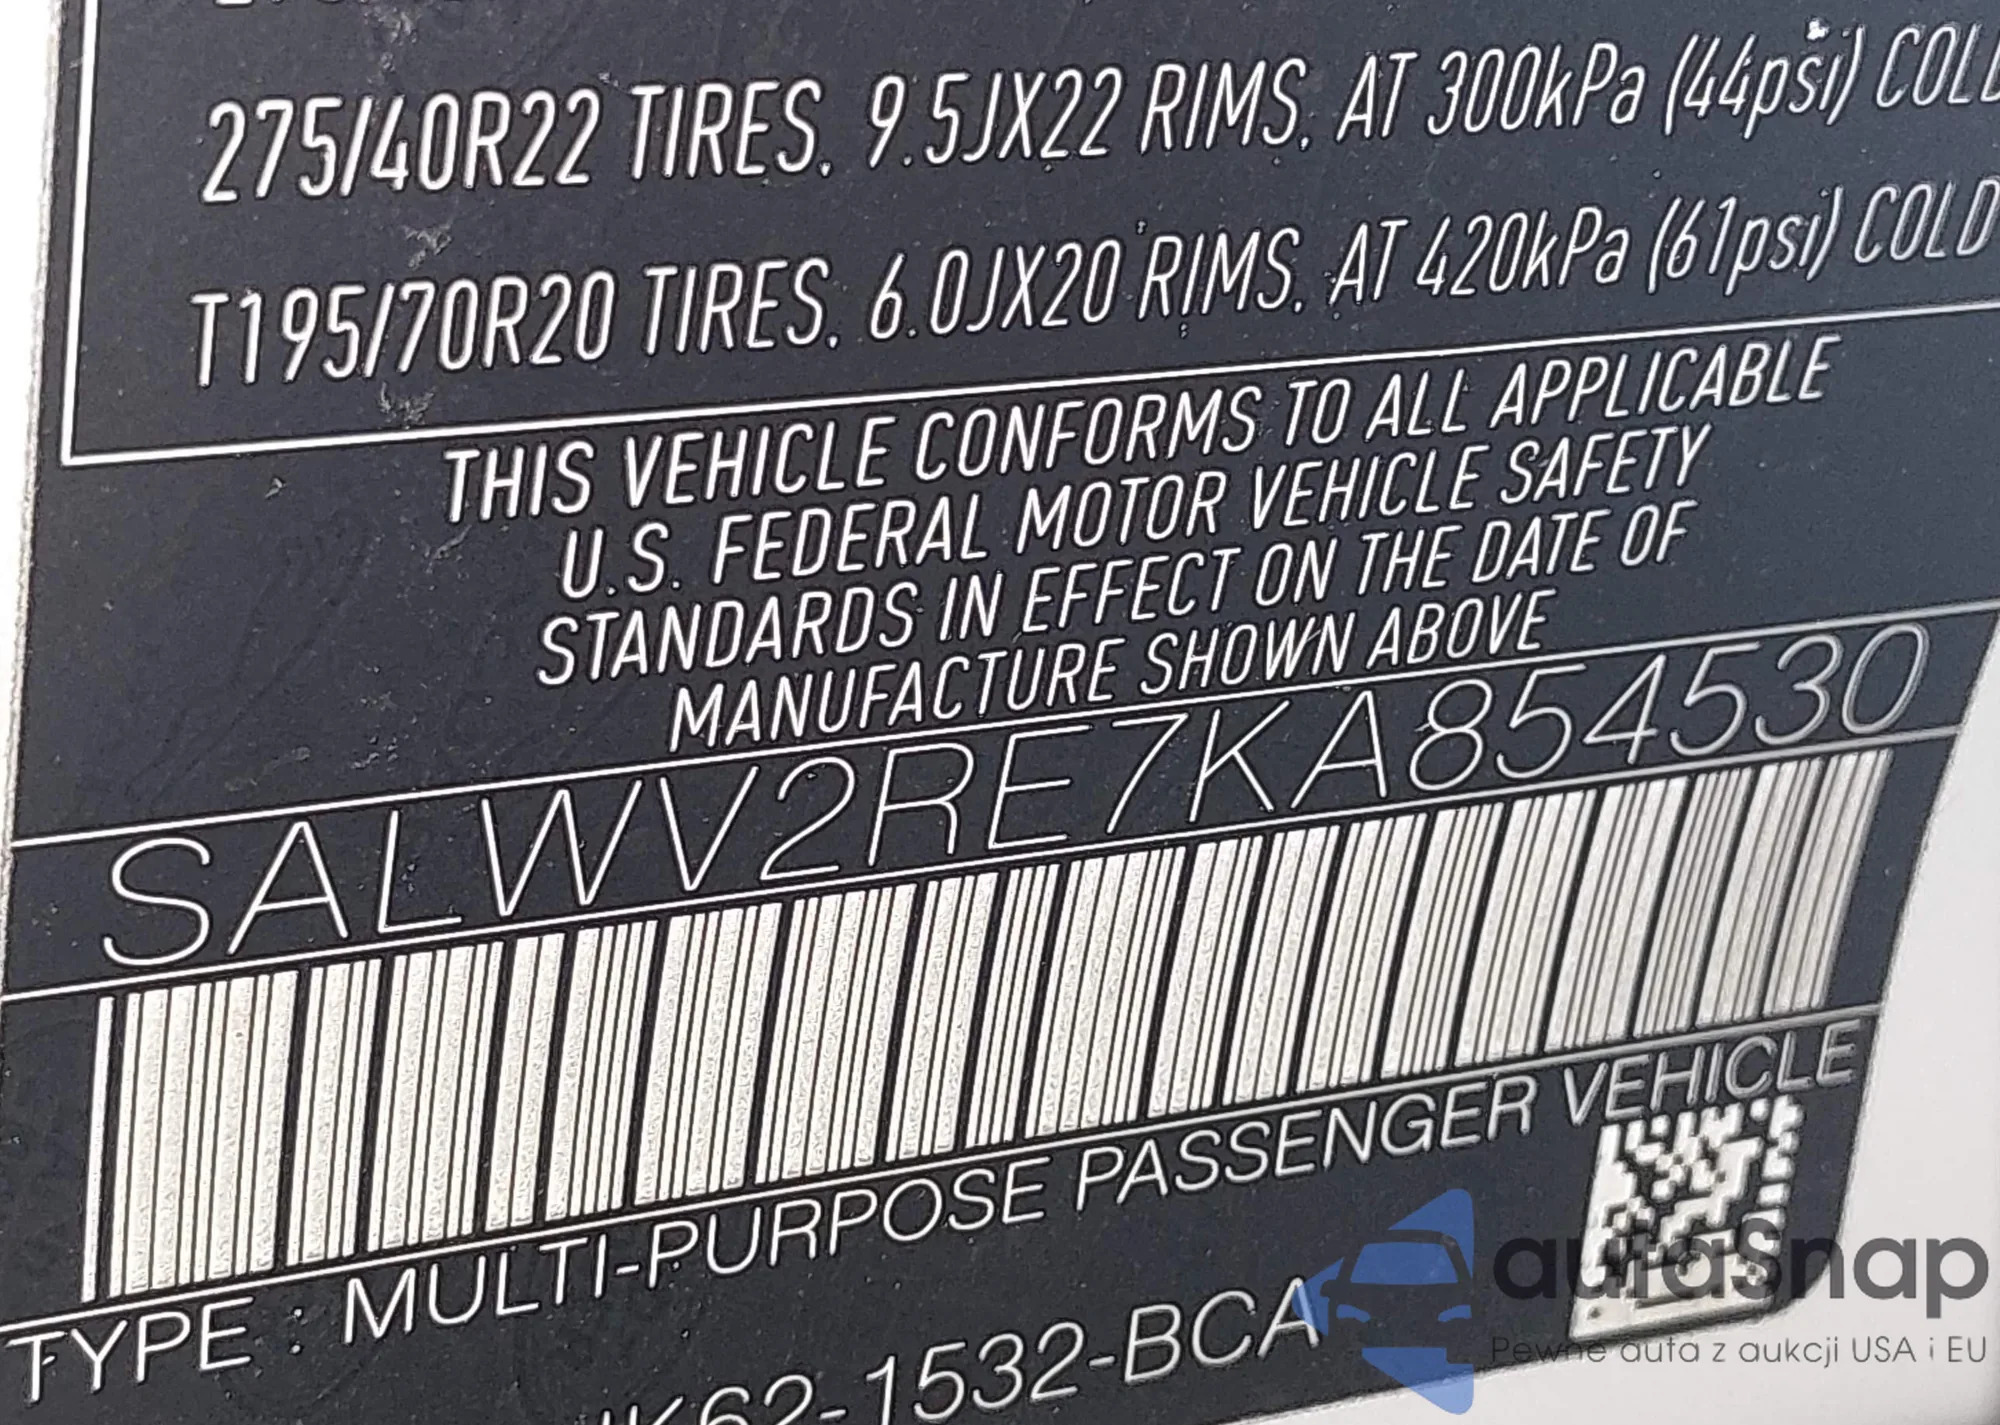 275/40R22 TIRES, 9.5JX22 RIMS, AT 300kPa (44psi) COLD
T195/70R20 TIRES, 6.0JX20 RIMS, AT 420kPa (61psi) COLD
THIS VEHICLE CONFORMS TO ALL APPLICABLE
U.S. FEDERAL MOTOR VEHICLE SAFETY
STANDARDS IN EFFECT ON THE DATE OF
MANUFACTURE SHOWN ABOVE
SALWV2RE7KA854530
TYPE : MULTI-PURPOSE PASSENGER VEHICLE
K62-1532-BCA
autasnap
Pewne auta z aukcji USA i EU